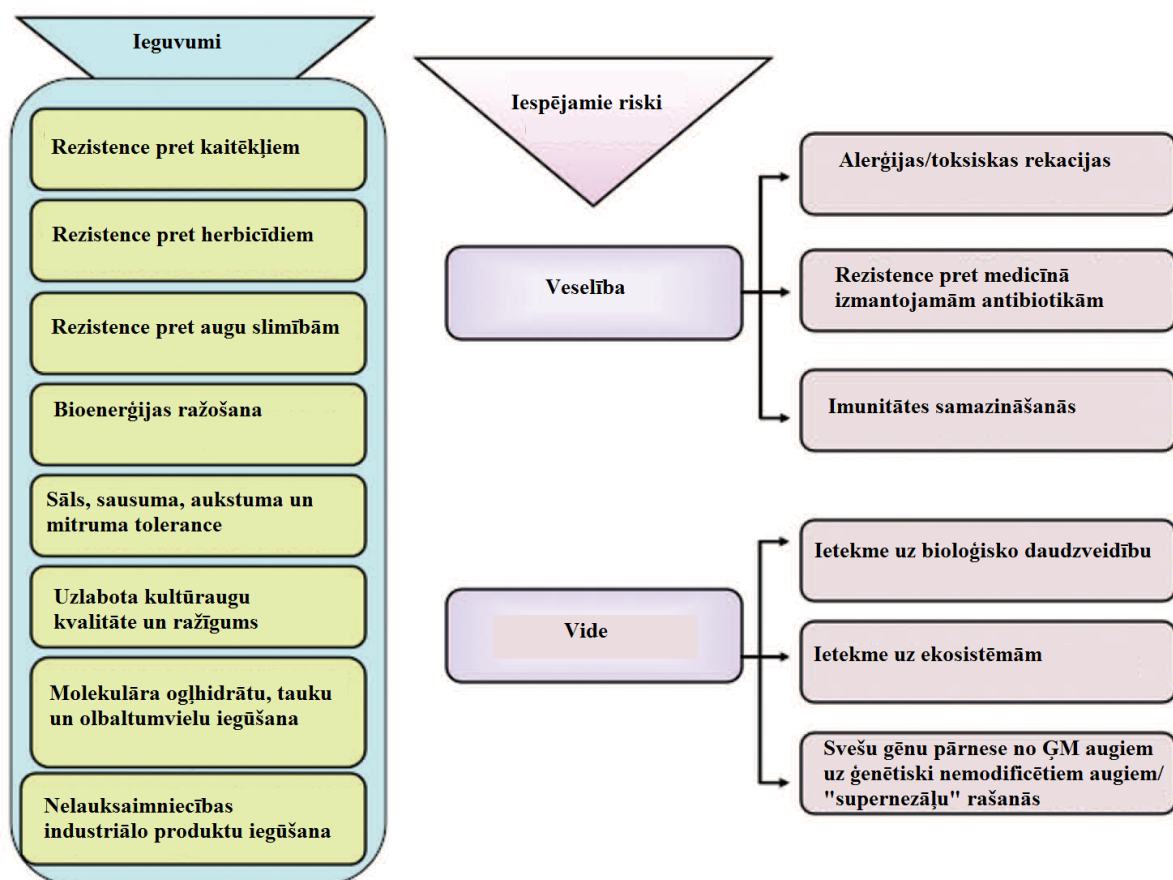 Ieguvumi
Rezistence pret kaitēkļiem
Rezistence pret herbicīdiem
Rezistence pret augu slimībām
Bioenerģijas ražošana
Sāls, sausuma, aukstuma un
mitruma tolerance
Uzlabota kultūraugu
kvalitāte un ražīgums
Molekulāra ogļhidrātu, tauku
un olbaltumvielu iegūšana
Nelauksaimniecības
industriālo produktu iegūšana
Iespējamie riski
Veselība
Alerģijas/toksiskas rekacijas
Rezistence pret medicīnā
izmantojamām antibiotikām
Imunitātes samazināšanās
Vide
Ietekme uz bioloģisko daudzveidību
Ietekme uz ekosistēmām
Svešu gēnu pārnese no ĢM augiem
uz ģenētiski nemodificētiem augiem/
"supernezāļu" rašanās